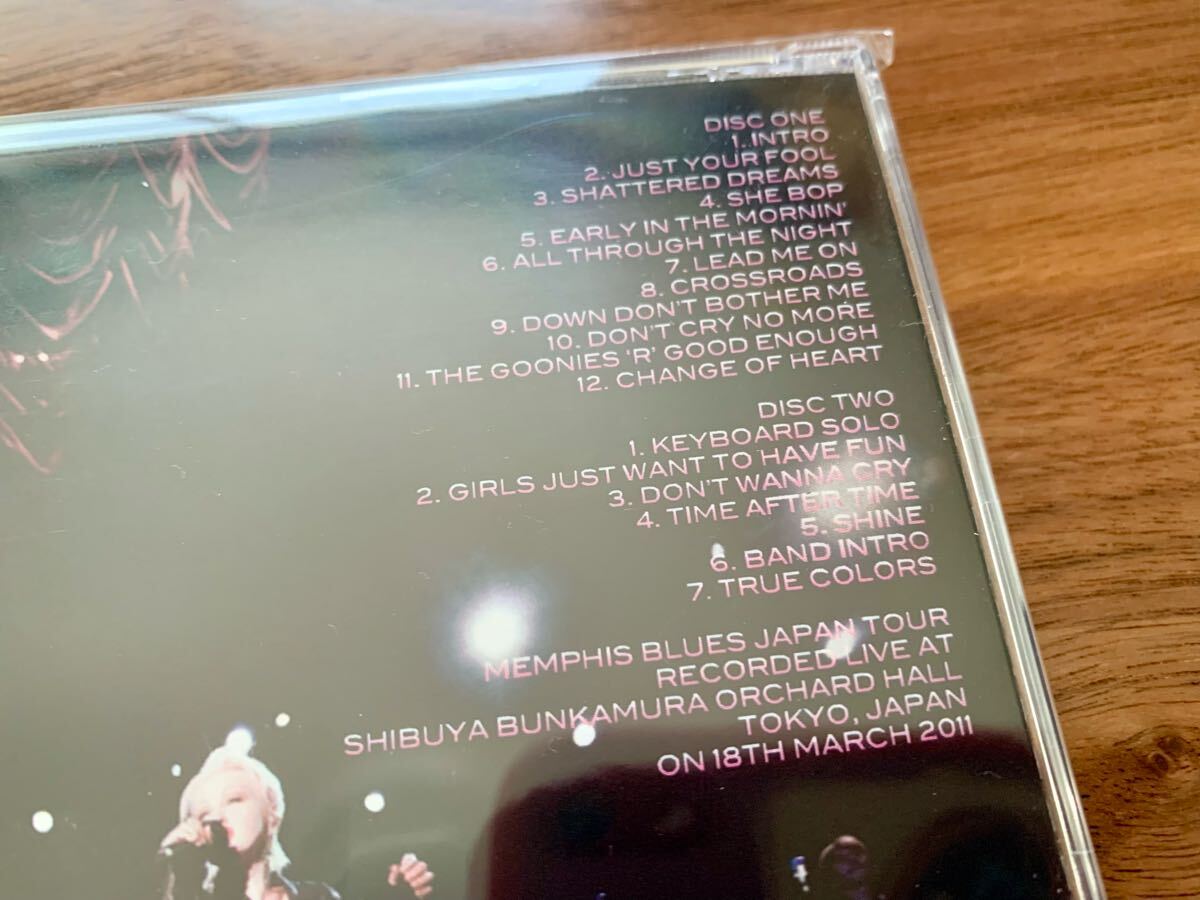 DISC ONE
1. INTRO
2. JUST YOUR FOOL
3. SHATTERED DREAMS
4. SHE BOP
5. EARLY IN THE MORNIN'
6. ALL THROUGH THE NIGHT
7. LEAD ME ON
8. CROSSROADS
9. DOWN DON'T BOTHER ME
10. DON'T CRY NO MORE
11. THE GOONIES 'R' GOOD ENOUGH
12. CHANGE OF HEART
DISC TWO
1. KEYBOARD SOLO
2. GIRLS JUST WANT TO HAVE FUN
3. DON'T WANNA CRY
4. TIME AFTER TIME
5. SHINE
6. BAND INTRO
7. TRUE COLORS
MEMPHIS BLUES JAPAN TOUR
RECORDED LIVE AT
SHIBUYA BUNKAMURA ORCHARD HALL
TOKYO, JAPAN
ON 18TH MARCH 2011